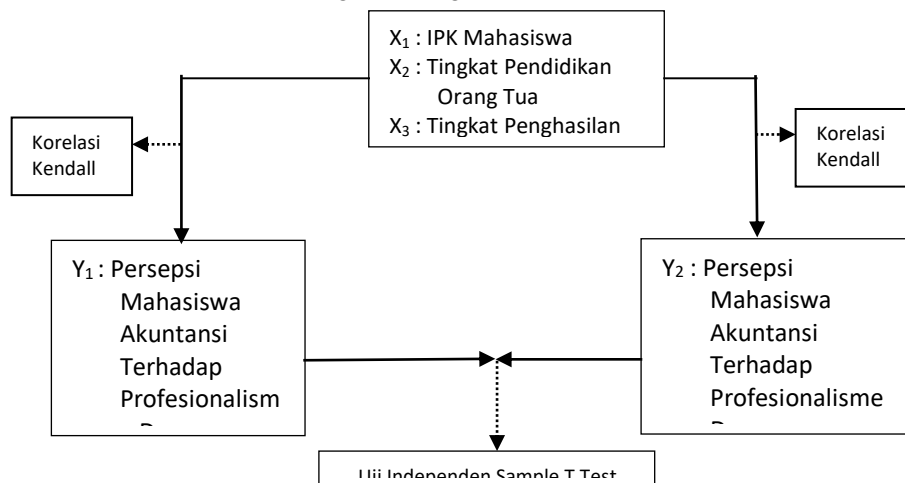 X₁ : IPK Mahasiswa
X₂ : Tingkat Pendidikan
Orang Tua
X₃ : Tingkat Penghasilan
Korelasi
Kendall
Korelasi
Kendall
Y₁ : Persepsi
Mahasiswa
Akuntansi
Terhadap
Profesionalism
Y₂ : Persepsi
Mahasiswa
Akuntansi
Terhadap
Profesionalisme
Uji Independen Sample T Test